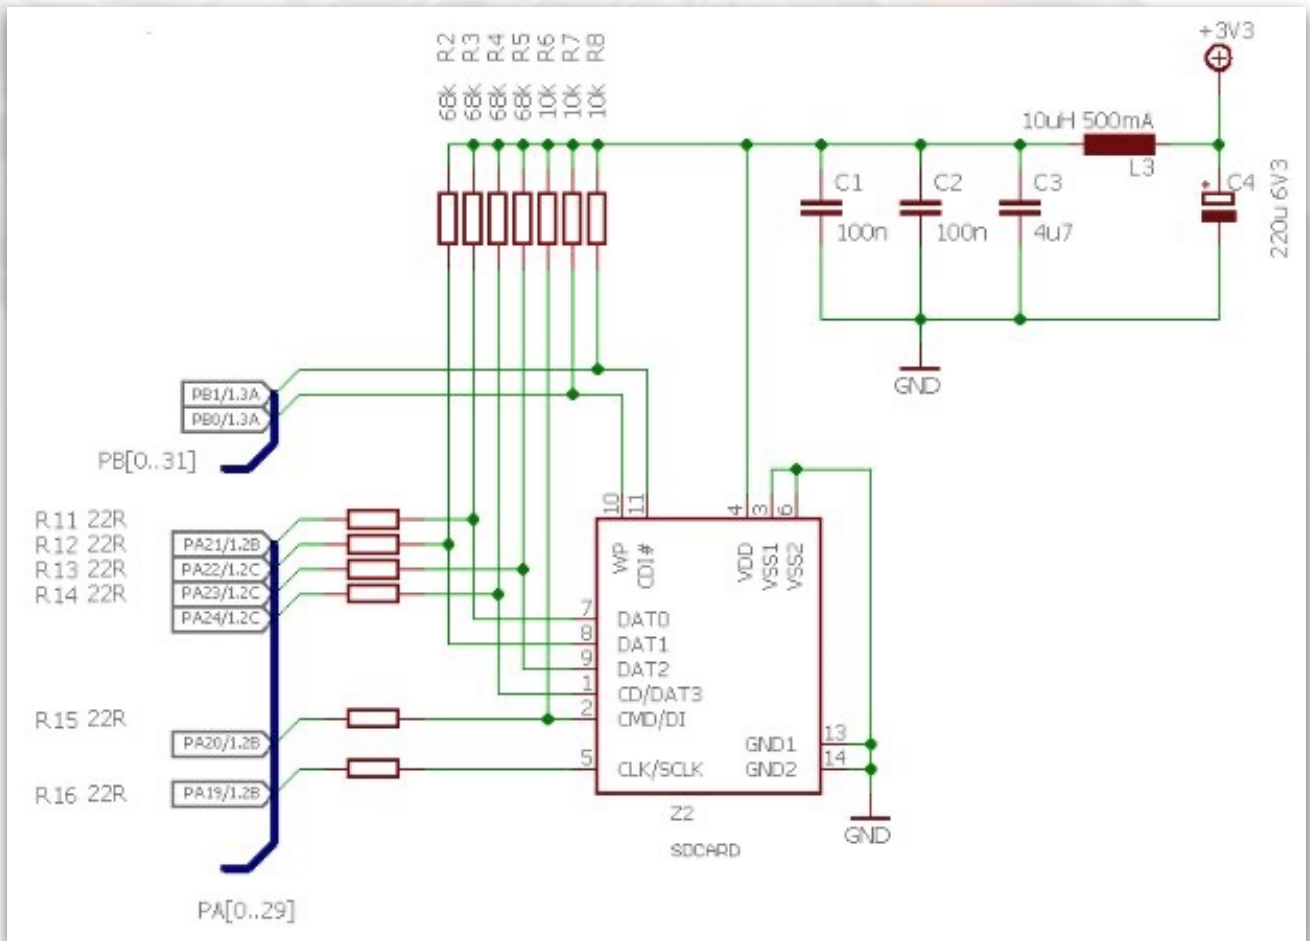 +3V3
R2
R3
R4
R5
R6
R7
R8
68k
68k
68k
68k
10k
10k
10k
10uH 500mA
L3
C1
100n
C2
100n
C3
4u7
C4
220u 6V3
GND
PB1/1.3A
PB0/1.3A
PB[0..31]
R11 22R
R12 22R
R13 22R
R14 22R
PA21/1.2B
PA22/1.2C
PA23/1.2C
PA24/1.2C
R15 22R
PA20/1.2B
R16 22R
PA19/1.2B
PA[0..29]
10
11
4
3
6
WP
CDI#
VDD
VSS1
VSS2
7 DAT0
8 DAT1
9 DAT2
1 CD/DAT3
2 CMD/DI
5 CLK/SCLK
GND1 13
GND2 14
Z2
SDCARD
GND